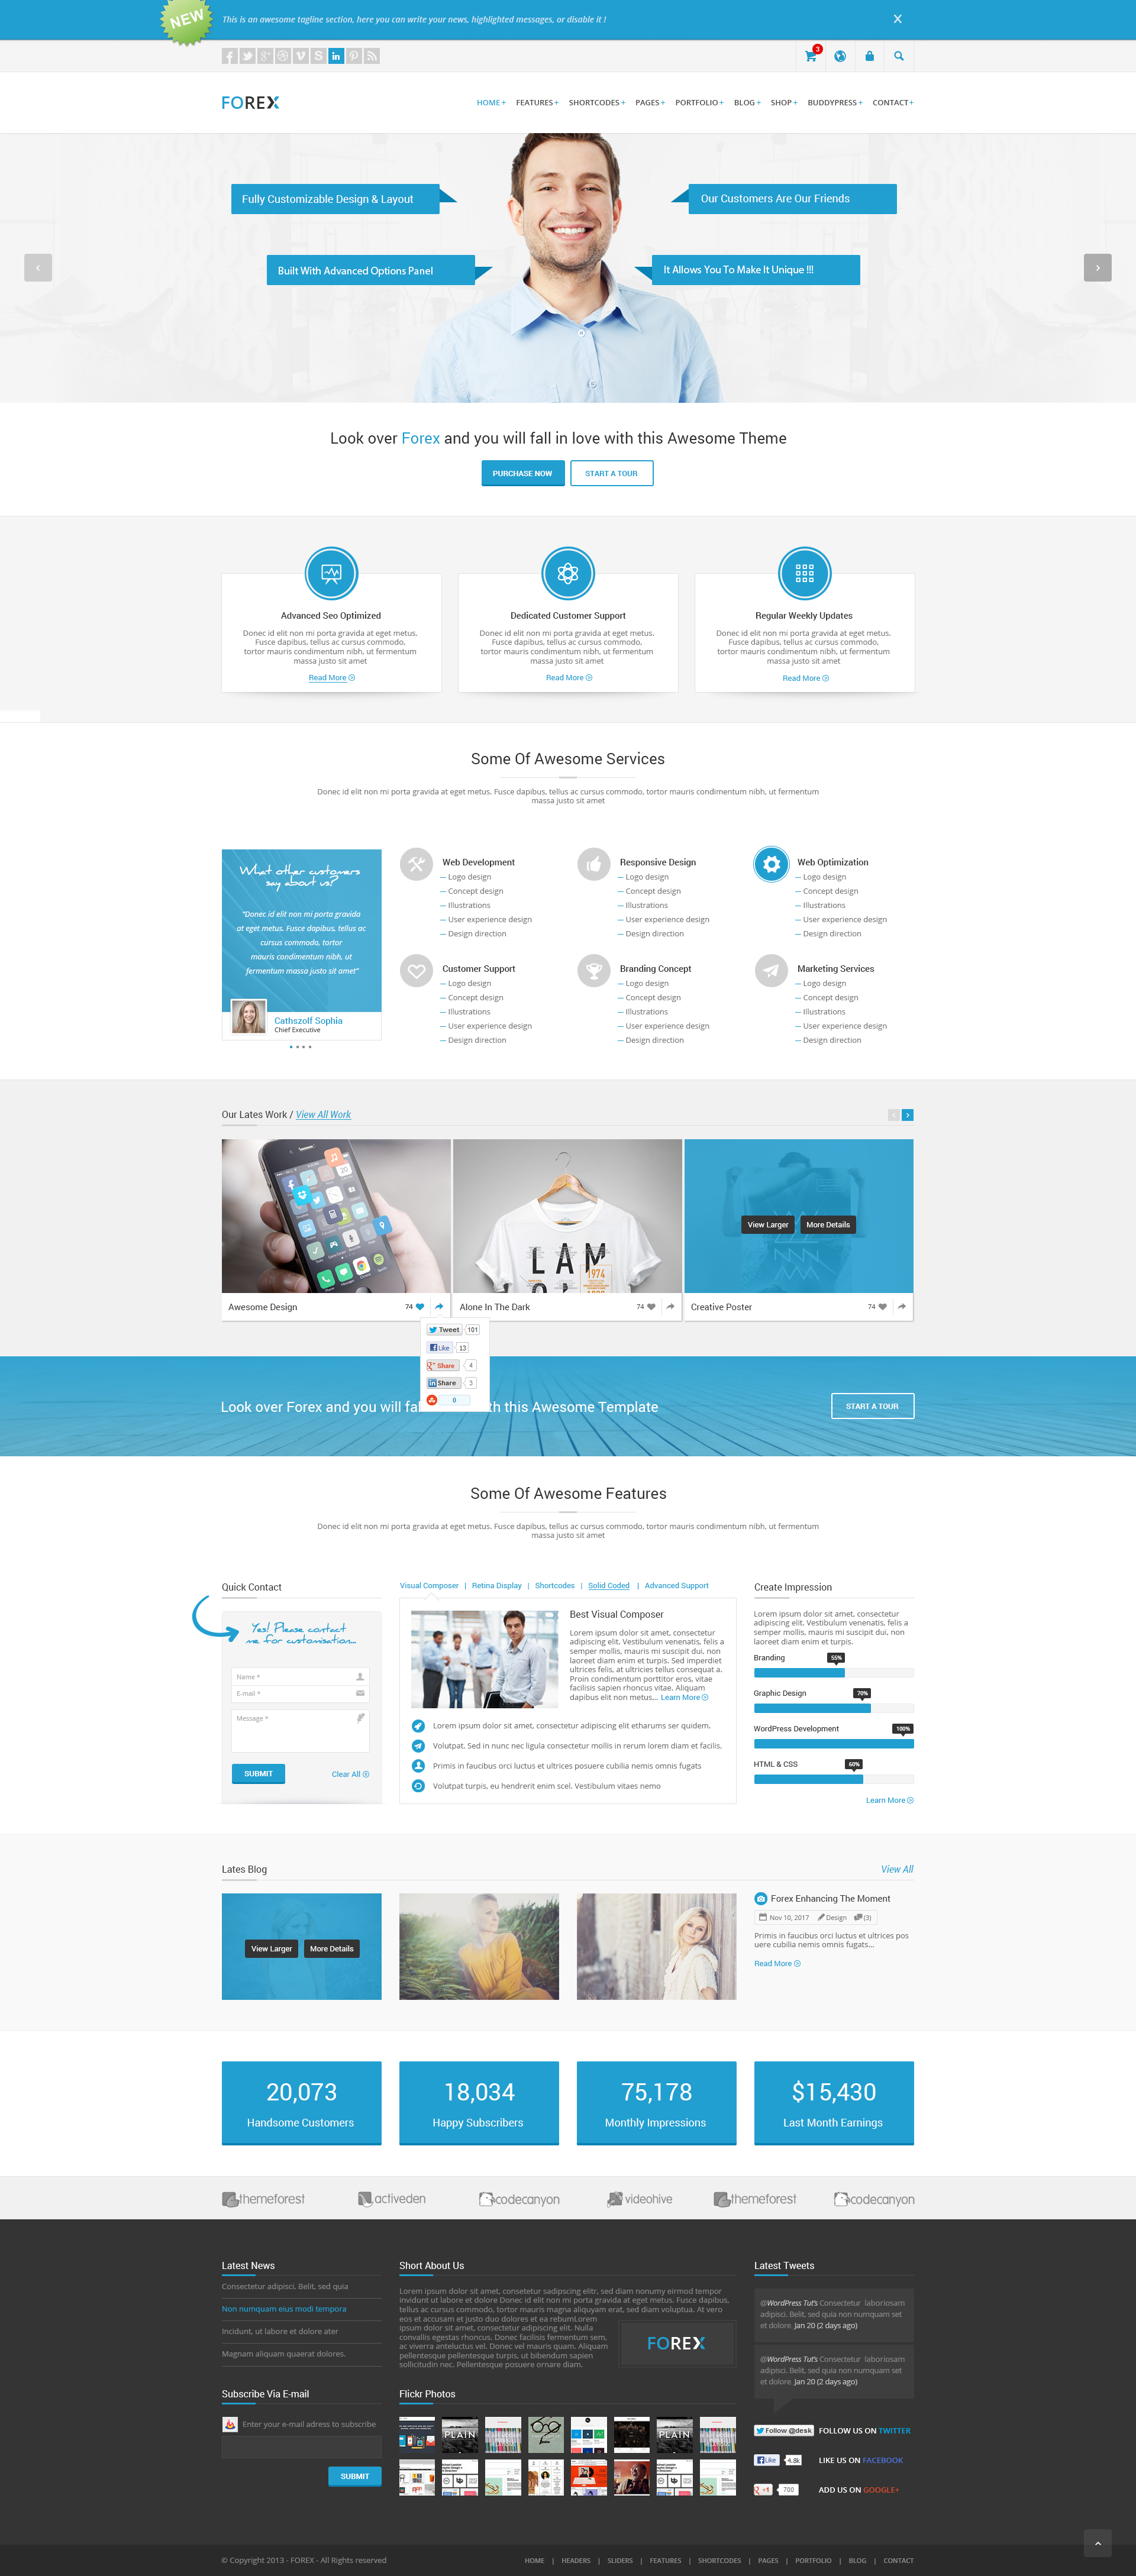 NEW
This is an awesome tagline section, here you can write your news, highlighted messages, or disable it !
X
3
FOREX
HOME + FEATURES + SHORTCODES + PAGES + PORTFOLIO + BLOG + SHOP + BUDDYPRESS + CONTACT +
Fully Customizable Design & Layout
Our Customers Are Our Friends
Built With Advanced Options Panel
It Allows You To Make It Unique !!!
Look over Forex and you will fall in love with this Awesome Theme
PURCHASE NOW
START A TOUR
Advanced Seo Optimized
Donec id elit non mi porta gravida at eget metus.
Fusce dapibus, tellus ac cursus commodo,
tortor mauris condimentum nibh, ut fermentum
massa justo sit amet
Read More
Dedicated Customer Support
Donec id elit non mi porta gravida at eget metus.
Fusce dapibus, tellus ac cursus commodo,
tortor mauris condimentum nibh, ut fermentum
massa justo sit amet
Read More
Regular Weekly Updates
Donec id elit non mi porta gravida at eget metus.
Fusce dapibus, tellus ac cursus commodo,
tortor mauris condimentum nibh, ut fermentum
massa justo sit amet
Read More
Some Of Awesome Services
Donec id elit non mi porta gravida at eget metus. Fusce dapibus, tellus ac cursus commodo, tortor mauris condimentum nibh, ut fermentum
massa justo sit amet
What other customers
say about us?
"Donec id elit non mi porta gravida
at eget metus. Fusce dapibus, tellus ac
cursus commodo, tortor
mauris condimentum nibh, ut
fermentum massa justo sit amet"
Cathszolf Sophia
Chief Executive
Web Development
— Logo design
— Concept design
— Illustrations
— User experience design
— Design direction
Responsive Design
— Logo design
— Concept design
— Illustrations
— User experience design
— Design direction
Web Optimization
— Logo design
— Concept design
— Illustrations
— User experience design
— Design direction
Customer Support
— Logo design
— Concept design
— Illustrations
— User experience design
— Design direction
Branding Concept
— Logo design
— Concept design
— Illustrations
— User experience design
— Design direction
Marketing Services
— Logo design
— Concept design
— Illustrations
— User experience design
— Design direction
Our Lates Work / View All Work
20
I AM
1974
View Larger
More Details
Awesome Design 74
Alone In The Dark 74
Creative Poster 74
Tweet 101
Like 13
Share 4
Share 3
0
Look over Forex and you will fal th this Awesome Template
START A TOUR
Some Of Awesome Features
Donec id elit non mi porta gravida at eget metus. Fusce dapibus, tellus ac cursus commodo, tortor mauris condimentum nibh, ut fermentum
massa justo sit amet
Quick Contact
Yes! Please contact
me for customisation...
Name *
E-mail *
Message *
SUBMIT
Clear All
Visual Composer | Retina Display | Shortcodes | Solid Coded | Advanced Support
Best Visual Composer
Lorem ipsum dolor sit amet, consectetur
adipiscing elit. Vestibulum venenatis, felis a
semper mollis, mauris mi suscipit dui, non
laoreet diam enim et turpis. Sed imperdiet
ultrices felis, at ultricies tellus consequat a.
Proin condimentum porttitor eros, vitae
facilisis sapien rhoncus vitae. Aliquam
dapibus elit non metus... Learn More
Lorem ipsum dolor sit amet, consectetur adipiscing elit etharums ser quidem.
Volutpat. Sed in nunc nec ligula consectetur mollis in rerum lorem diam et facilis.
Primis in faucibus orci luctus et ultrices posuere cubilia nemis omnis fugats
Volutpat turpis, eu hendrerit enim scel. Vestibulum vitaes nemo
Create Impression
Lorem ipsum dolor sit amet, consectetur
adipiscing elit. Vestibulum venenatis, felis a
semper mollis, mauris mi suscipit dui, non
laoreet diam enim et turpis.
Branding 55%
Graphic Design 70%
WordPress Development 100%
HTML & CSS 60%
Learn More
Lates Blog
View All
View Larger
More Details
Forex Enhancing The Moment
Nov 10, 2017 Design (3)
Primis in faucibus orci luctus et ultrices pos
uere cubilia nemis omnis fugats...
Read More
20,073
Handsome Customers
18,034
Happy Subscribers
75,178
Monthly Impressions
$15,430
Last Month Earnings
themeforest activeden codecanyon videohive themeforest codecanyon
Latest News
Consectetur adipisci. Belit, sed quia
Non numquam eius modi tempora
Incidunt, ut labore et dolore ater
Magnam aliquam quaerat dolores.
Short About Us
Lorem ipsum dolor sit amet, consetetur sadipscing elitr, sed diam nonumy eirmod tempor
invidunt ut labore et dolore Donec id elit non mi porta gravida at eget metus. Fusce dapibus,
tellus ac cursus commodo, tortor mauris magna aliquyam erat, sed diam voluptua. At vero
eos et accusam et justo duo dolores et ea rebumLorem
ipsum dolor sit amet, consectetur adipiscing elit. Nulla
convallis egestas rhoncus. Donec facilisis fermentum sem,
ac viverra anteluctus vel. Donec vel mauris quam. Aliquam
pellentesque pellentesque turpis, ut bibendum sapien
sollicitudin nec. Pellentesque posuere ornare diam.
FOREX
Latest Tweets
@WordPress Tut's Consectetur laboriosam
adipisci. Belit, sed quia non numquam set
et dolore. Jan 20 (2 days ago)
@WordPress Tut's Consectetur laboriosam
adipisci. Belit, sed quia non numquam set
et dolore. Jan 20 (2 days ago)
Subscribe Via E-mail
Enter your e-mail adress to subscribe
SUBMIT
Flickr Photos
PLAIN
PLAIN
Follow @desk FOLLOW US ON TWITTER
Like 4.8k LIKE US ON FACEBOOK
+1 700 ADD US ON GOOGLE+
© Copyright 2013 - FOREX - All Rights reserved
HOME | HEADERS | SLIDERS | FEATURES | SHORTCODES | PAGES | PORTFOLIO | BLOG | CONTACT